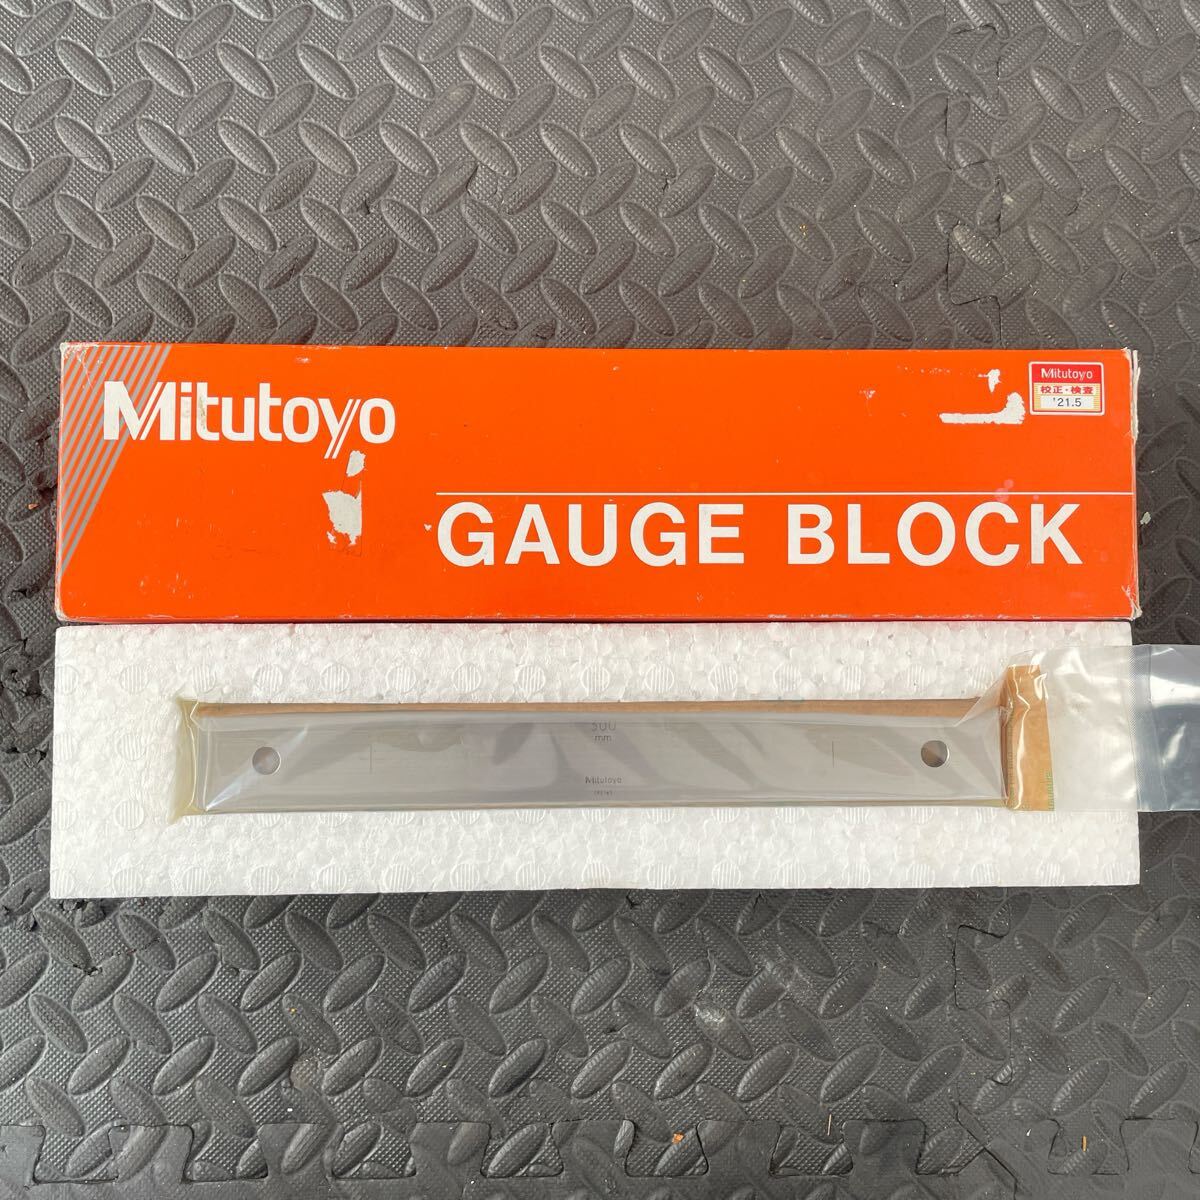 Mitutoyo
Mitutoyo
校正・検査
'21.5
GAUGE BLOCK
300
mm
Mitutoyo